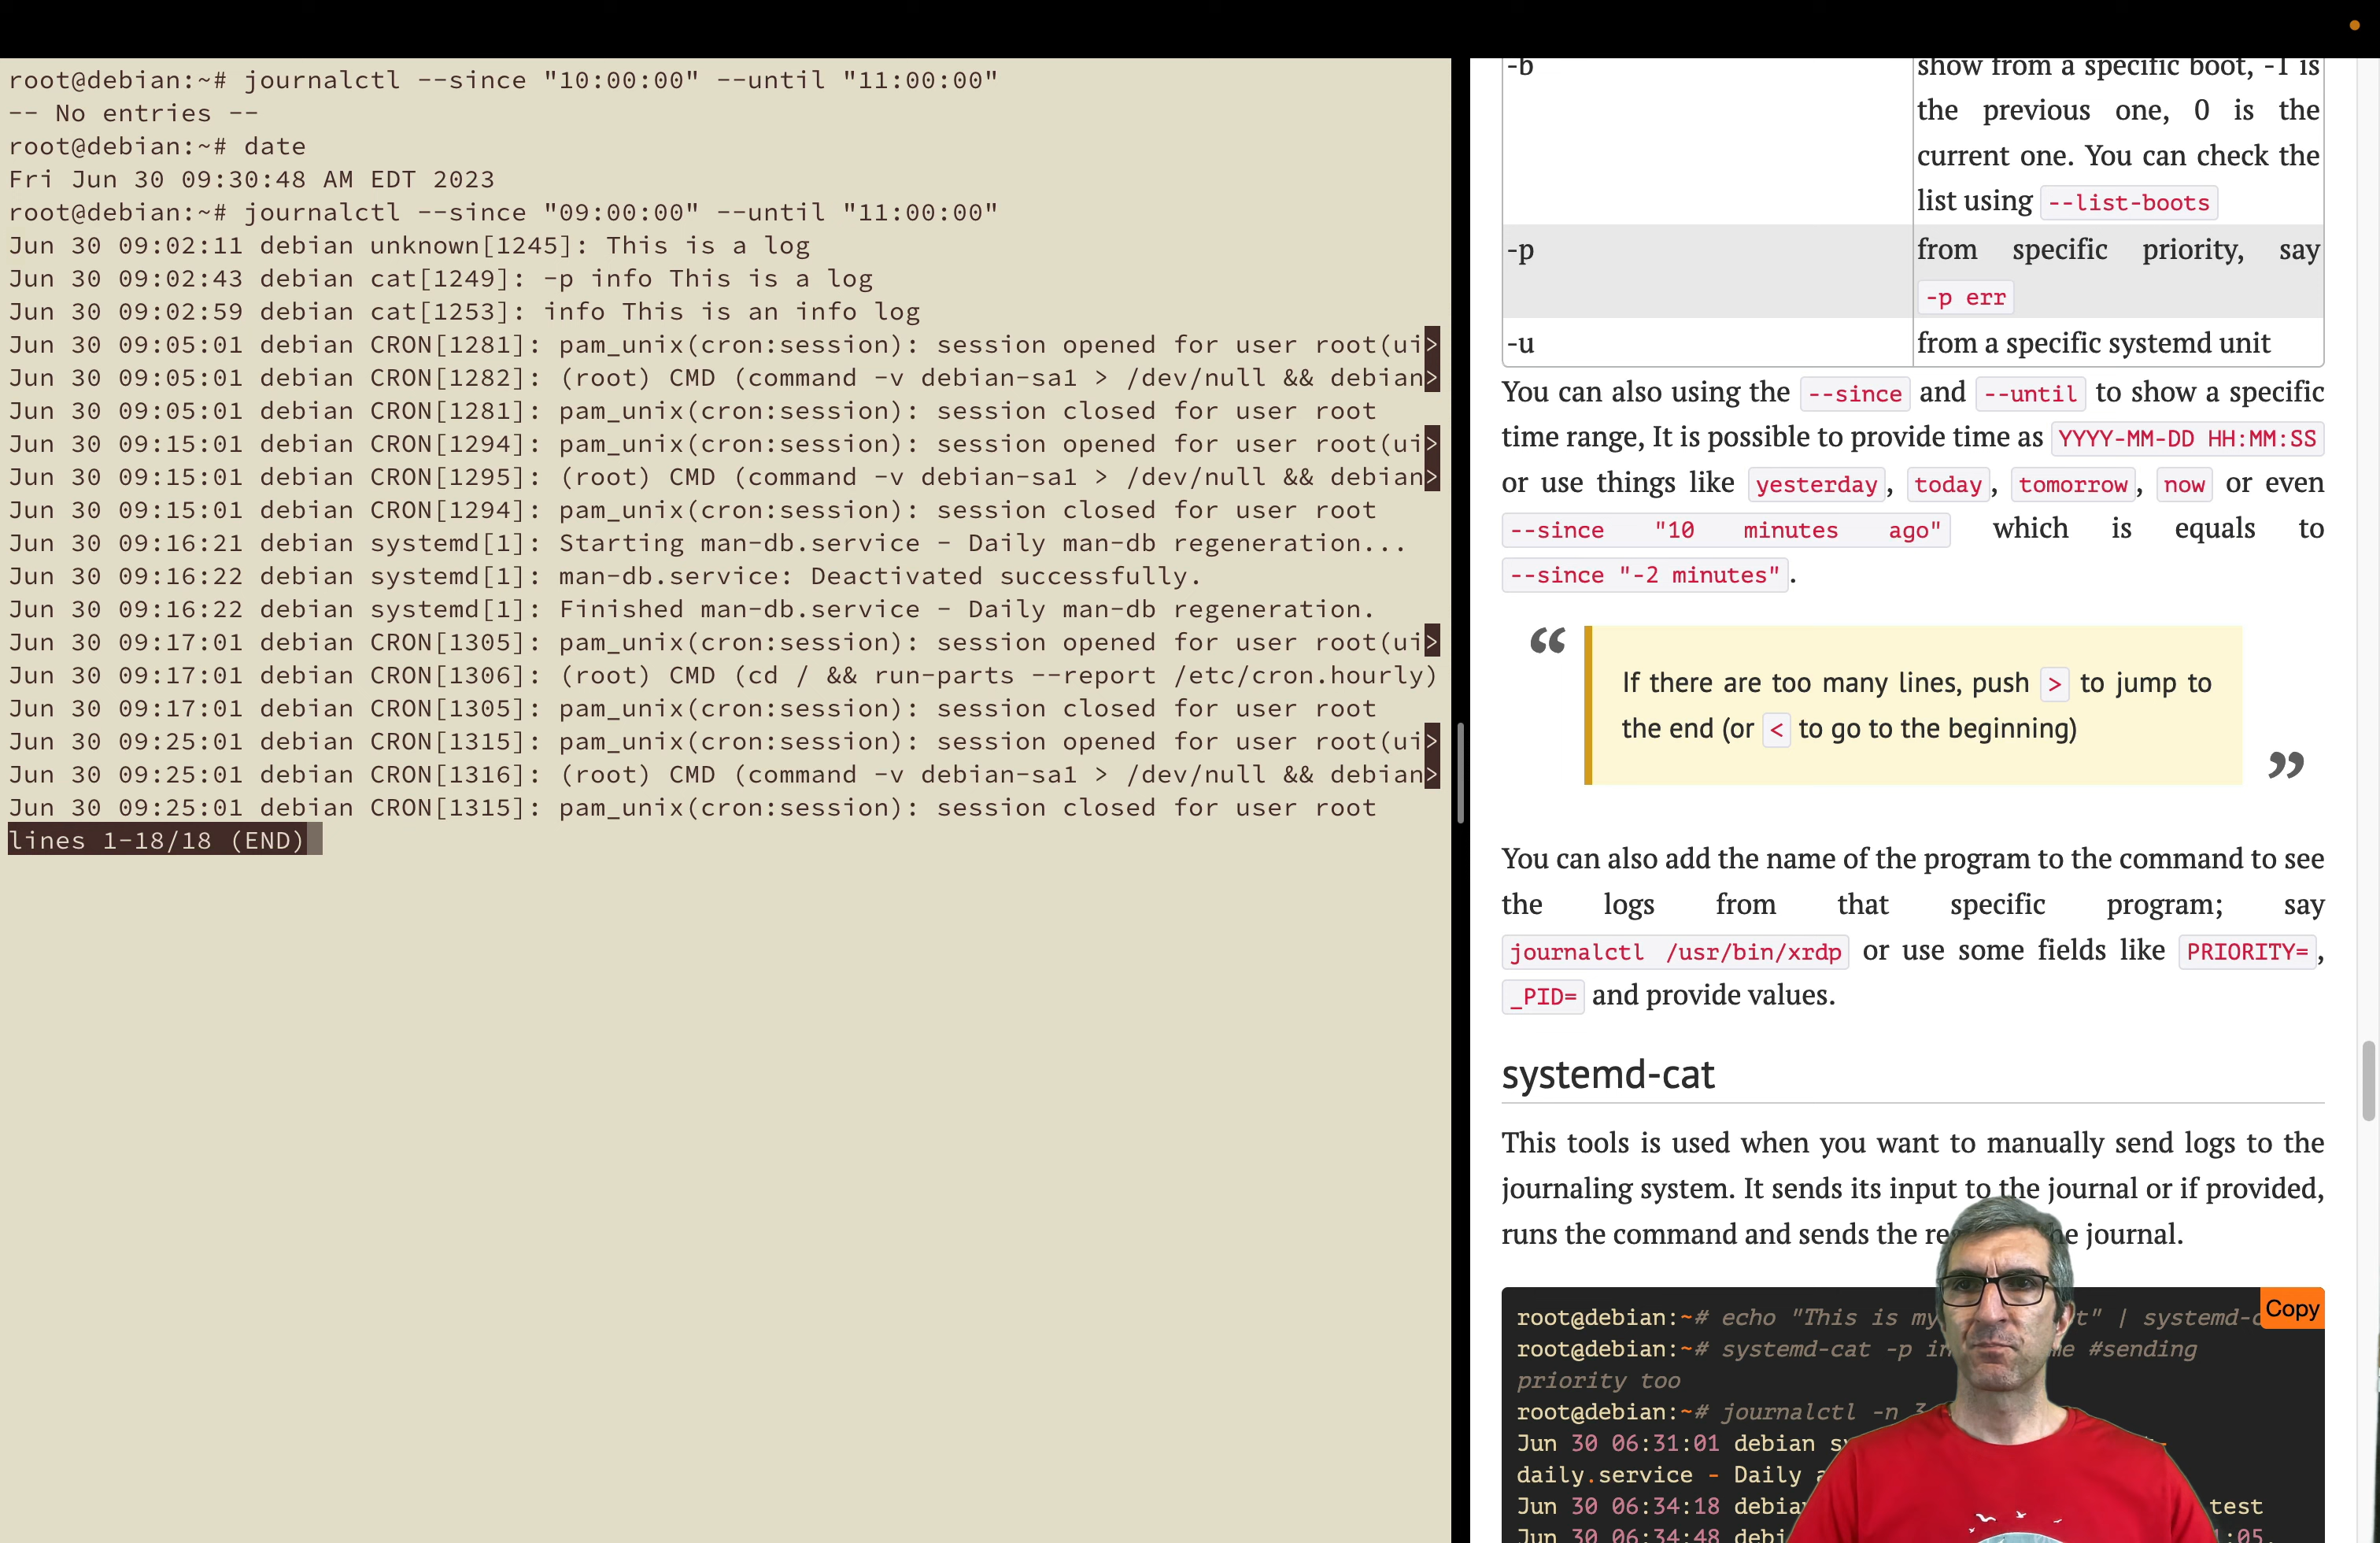 root@debian:~# journalctl --since "10:00:00" --until "11:00:00"
-- No entries --
root@debian:~# date
Fri Jun 30 09:30:48 AM EDT 2023
root@debian:~# journalctl --since "09:00:00" --until "11:00:00"
Jun 30 09:02:11 debian unknown[1245]: This is a log
Jun 30 09:02:43 debian cat[1249]: -p info This is a log
Jun 30 09:02:59 debian cat[1253]: info This is an info log
Jun 30 09:05:01 debian CRON[1281]: pam_unix(cron:session): session opened for user root(ui>
Jun 30 09:05:01 debian CRON[1282]: (root) CMD (command -v debian-sa1 > /dev/null && debian>
Jun 30 09:05:01 debian CRON[1281]: pam_unix(cron:session): session closed for user root
Jun 30 09:15:01 debian CRON[1294]: pam_unix(cron:session): session opened for user root(ui>
Jun 30 09:15:01 debian CRON[1295]: (root) CMD (command -v debian-sa1 > /dev/null && debian>
Jun 30 09:15:01 debian CRON[1294]: pam_unix(cron:session): session closed for user root
Jun 30 09:16:21 debian systemd[1]: Starting man-db.service - Daily man-db regeneration...
Jun 30 09:16:22 debian systemd[1]: man-db.service: Deactivated successfully.
Jun 30 09:16:22 debian systemd[1]: Finished man-db.service - Daily man-db regeneration.
Jun 30 09:17:01 debian CRON[1305]: pam_unix(cron:session): session opened for user root(ui>
Jun 30 09:17:01 debian CRON[1306]: (root) CMD (cd / && run-parts --report /etc/cron.hourly)
Jun 30 09:17:01 debian CRON[1305]: pam_unix(cron:session): session closed for user root
Jun 30 09:25:01 debian CRON[1315]: pam_unix(cron:session): session opened for user root(ui>
Jun 30 09:25:01 debian CRON[1316]: (root) CMD (command -v debian-sa1 > /dev/null && debian>
Jun 30 09:25:01 debian CRON[1315]: pam_unix(cron:session): session closed for user root
lines 1-18/18 (END)
-b show from a specific boot, -1 is
the previous one, 0 is the
current one. You can check the
list using --list-boots
-p from specific priority, say
-p err
-u from a specific systemd unit
You can also using the --since and --until to show a specific
time range, It is possible to provide time as YYYY-MM-DD HH:MM:SS
or use things like yesterday, today, tomorrow, now or even
--since "10 minutes ago" which is equals to
--since "-2 minutes".
“
If there are too many lines, push > to jump to
the end (or < to go to the beginning)
”
You can also add the name of the program to the command to see
the logs from that specific program; say
journalctl /usr/bin/xrdp or use some fields like PRIORITY=,
_PID= and provide values.
systemd-cat
This tools is used when you want to manually send logs to the
journaling system. It sends its input to the journal or if provided,
runs the command and sends the journal.
Copy
root@debian:~# echo "This is my t" | systemd-c
root@debian:~# systemd-cat -p #sending
priority too
root@debian:~# journalctl -n 3
Jun 30 06:31:01 debian
daily.service - Daily
Jun 30 06:34:18 test
Jun 30 06:34:48